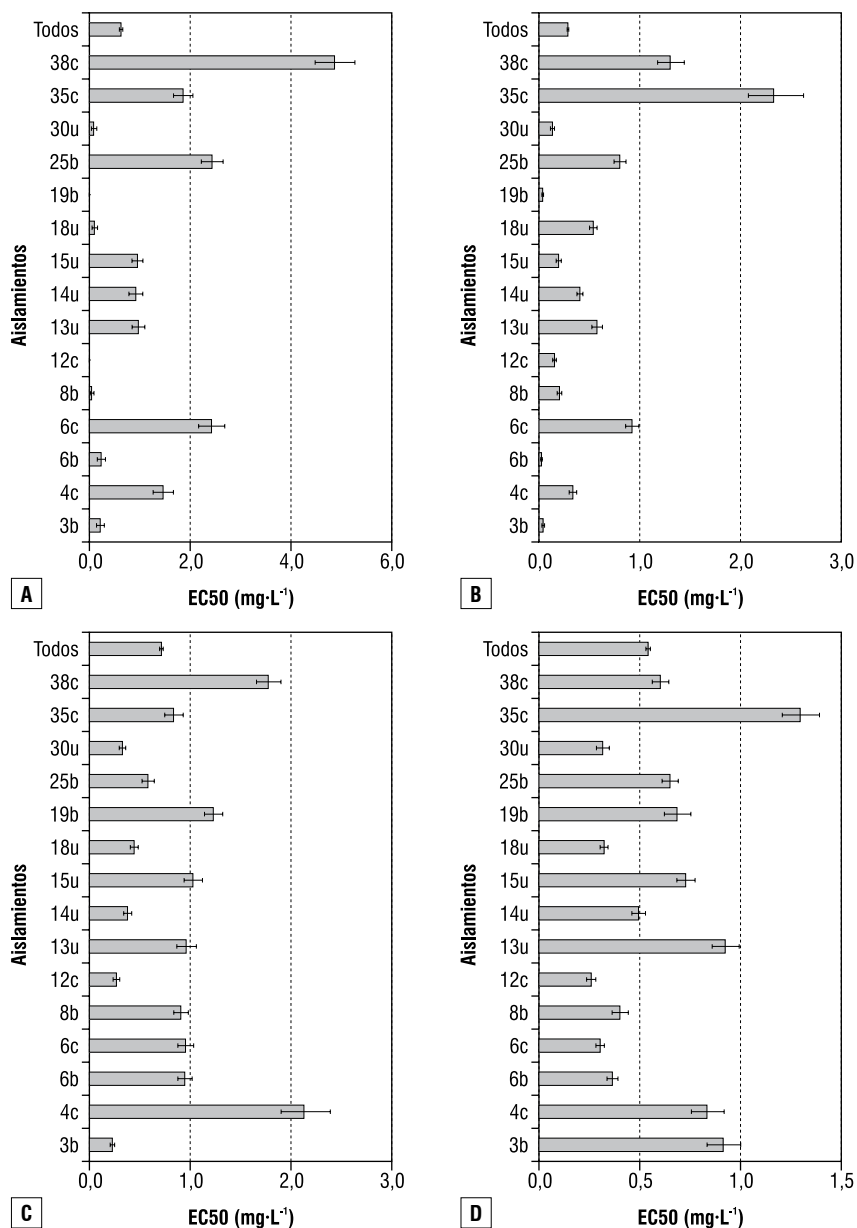 Todos
38c
35c
30u
25b
19b
18u
15u
14u
13u
12c
8b
6c
6b
4c
3b
Aislamientos
0,0 2,0 4,0 6,0
EC50 (mg·L⁻¹)
A
Todos
38c
35c
30u
25b
19b
18u
15u
14u
13u
12c
8b
6c
6b
4c
3b
Aislamientos
0,0 1,0 2,0 3,0
EC50 (mg·L⁻¹)
B
Todos
38c
35c
30u
25b
19b
18u
15u
14u
13u
12c
8b
6c
6b
4c
3b
Aislamientos
0,0 1,0 2,0 3,0
EC50 (mg·L⁻¹)
C
Todos
38c
35c
30u
25b
19b
18u
15u
14u
13u
12c
8b
6c
6b
4c
3b
Aislamientos
0,0 0,5 1,0 1,5
EC50 (mg·L⁻¹)
D